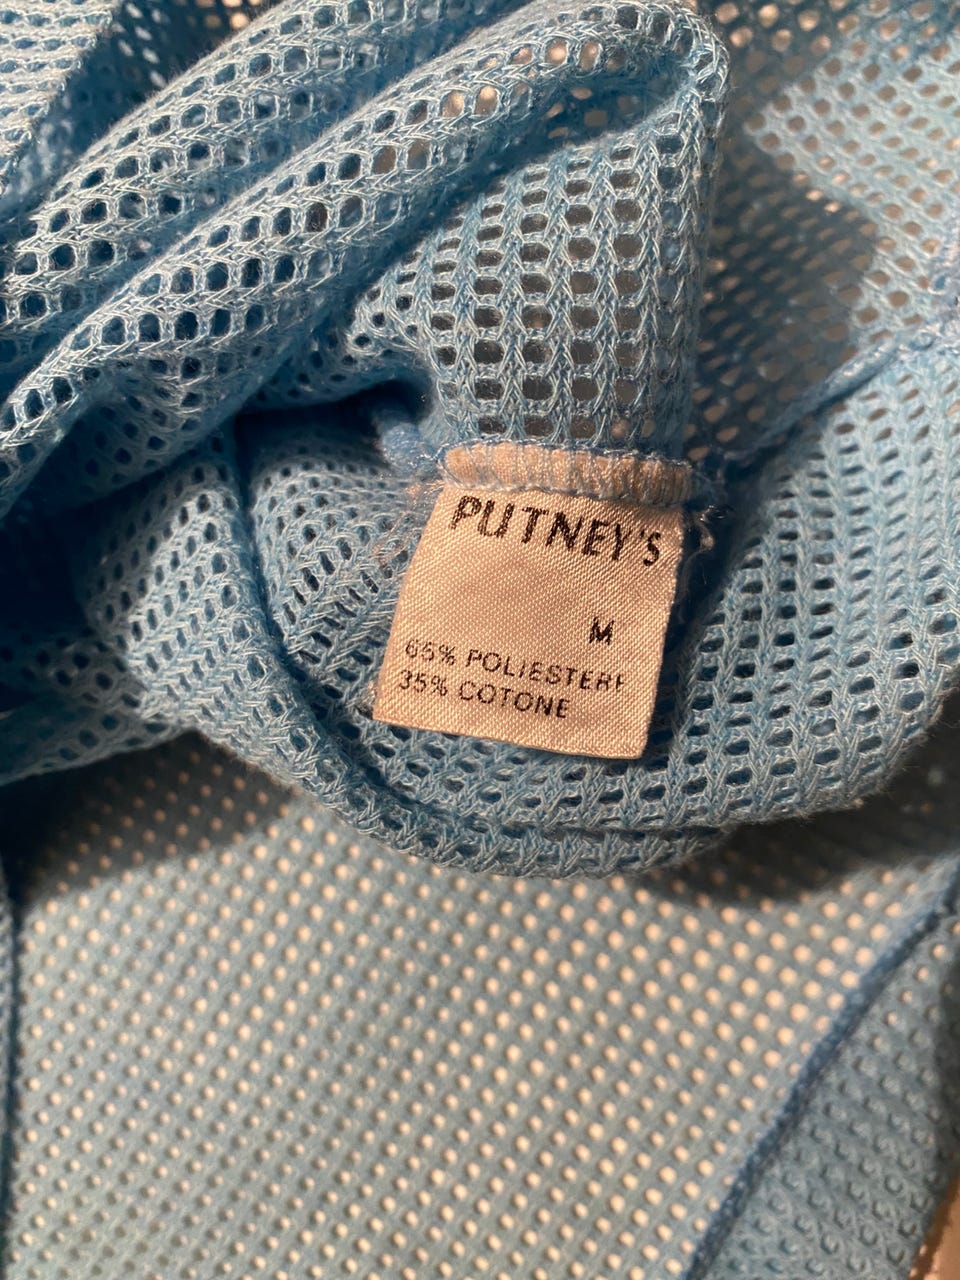 PUTNEY'S
M
65% POLIESTERE
35% COTONE